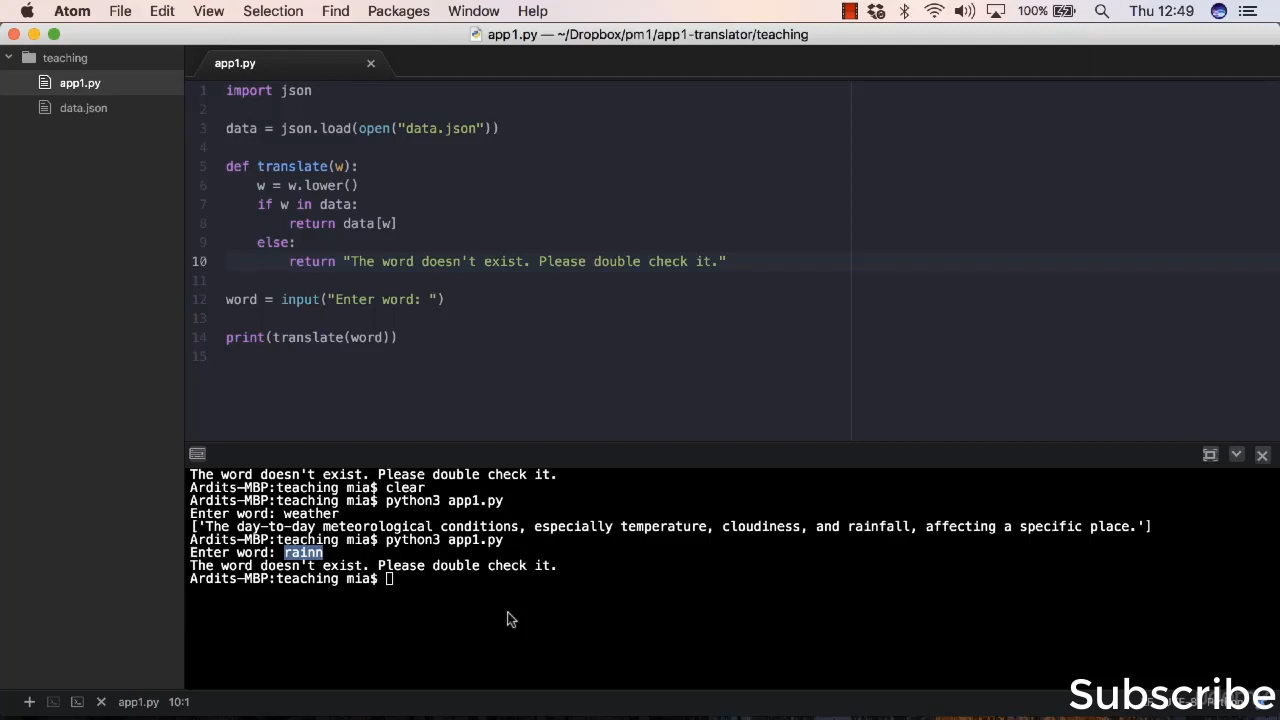 Atom File Edit View Selection Find Packages Window Help 100% Thu 12:49
app1.py — ~/Dropbox/pm1/app1-translator/teaching
teaching
app1.py
data.json
app1.py
1 import json
2
3 data = json.load(open("data.json"))
4
5 def translate(w):
6 w = w.lower()
7 if w in data:
8 return data[w]
9 else:
10 return "The word doesn't exist. Please double check it."
11
12 word = input("Enter word: ")
13
14 print(translate(word))
15
The word doesn't exist. Please double check it.
Ardits-MBP:teaching mia$ clear
Ardits-MBP:teaching mia$ python3 app1.py
Enter word: weather
['The day-to-day meteorological conditions, especially temperature, cloudiness, and rainfall, affecting a specific place.']
Ardits-MBP:teaching mia$ python3 app1.py
Enter word: rainn
The word doesn't exist. Please double check it.
Ardits-MBP:teaching mia$
app1.py 10:1
Subscribe